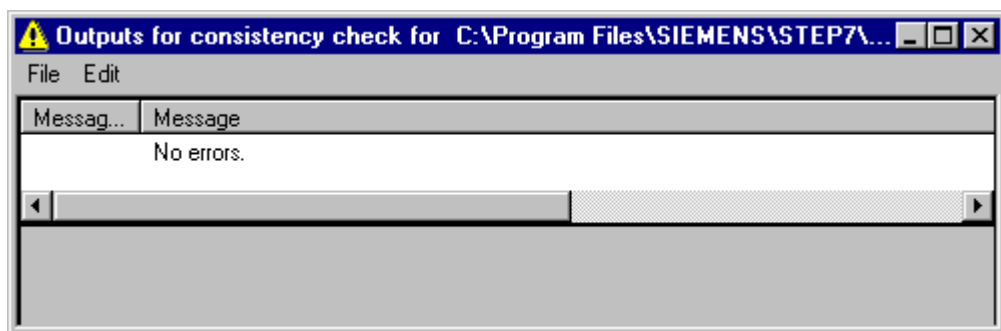 Outputs for consistency check for C:\Program Files\SIEMENS\STEP7\...
File Edit
Messag... Message
No errors.